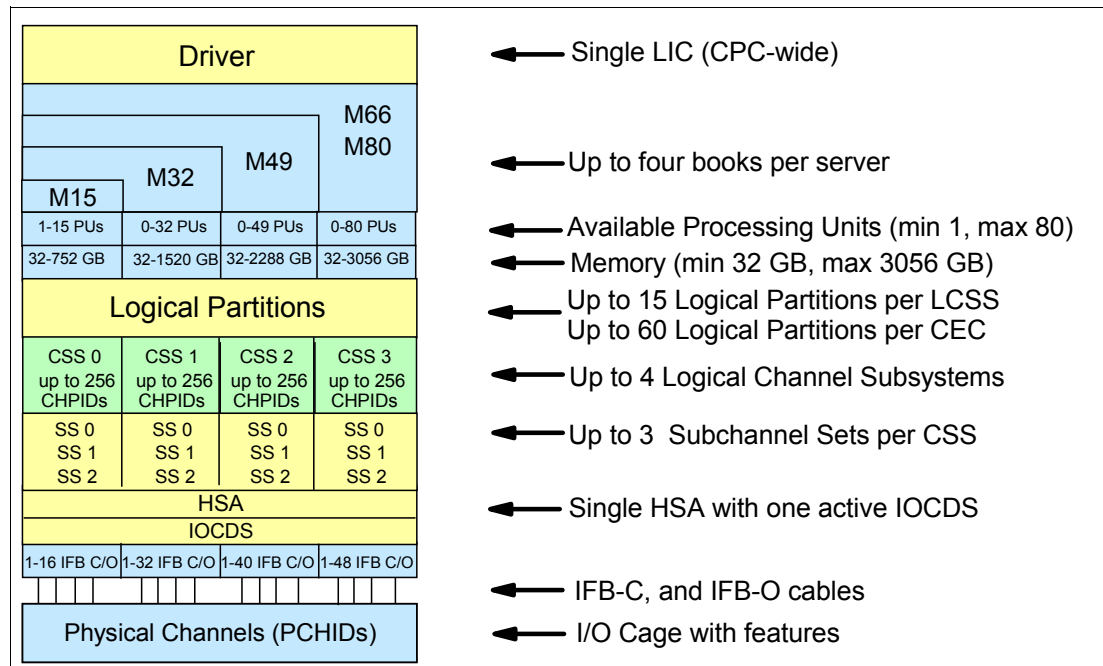 Driver
Single LIC (CPC-wide)
M66
M80
M49
M32
M15
Up to four books per server
1-15 PUs 0-32 PUs 0-49 PUs 0-80 PUs
Available Processing Units (min 1, max 80)
32-752 GB 32-1520 GB 32-2288 GB 32-3056 GB
Memory (min 32 GB, max 3056 GB)
Logical Partitions
Up to 15 Logical Partitions per LCSS
Up to 60 Logical Partitions per CEC
CSS 0 CSS 1 CSS 2 CSS 3
up to 256 up to 256 up to 256 up to 256
CHPIDs CHPIDs CHPIDs CHPIDs
Up to 4 Logical Channel Subsystems
SS 0 SS 0 SS 0 SS 0
SS 1 SS 1 SS 1 SS 1
SS 2 SS 2 SS 2 SS 2
Up to 3 Subchannel Sets per CSS
HSA
IOCDS
Single HSA with one active IOCDS
1-16 IFB C/O 1-32 IFB C/O 1-40 IFB C/O 1-48 IFB C/O
IFB-C, and IFB-O cables
Physical Channels (PCHIDs)
I/O Cage with features